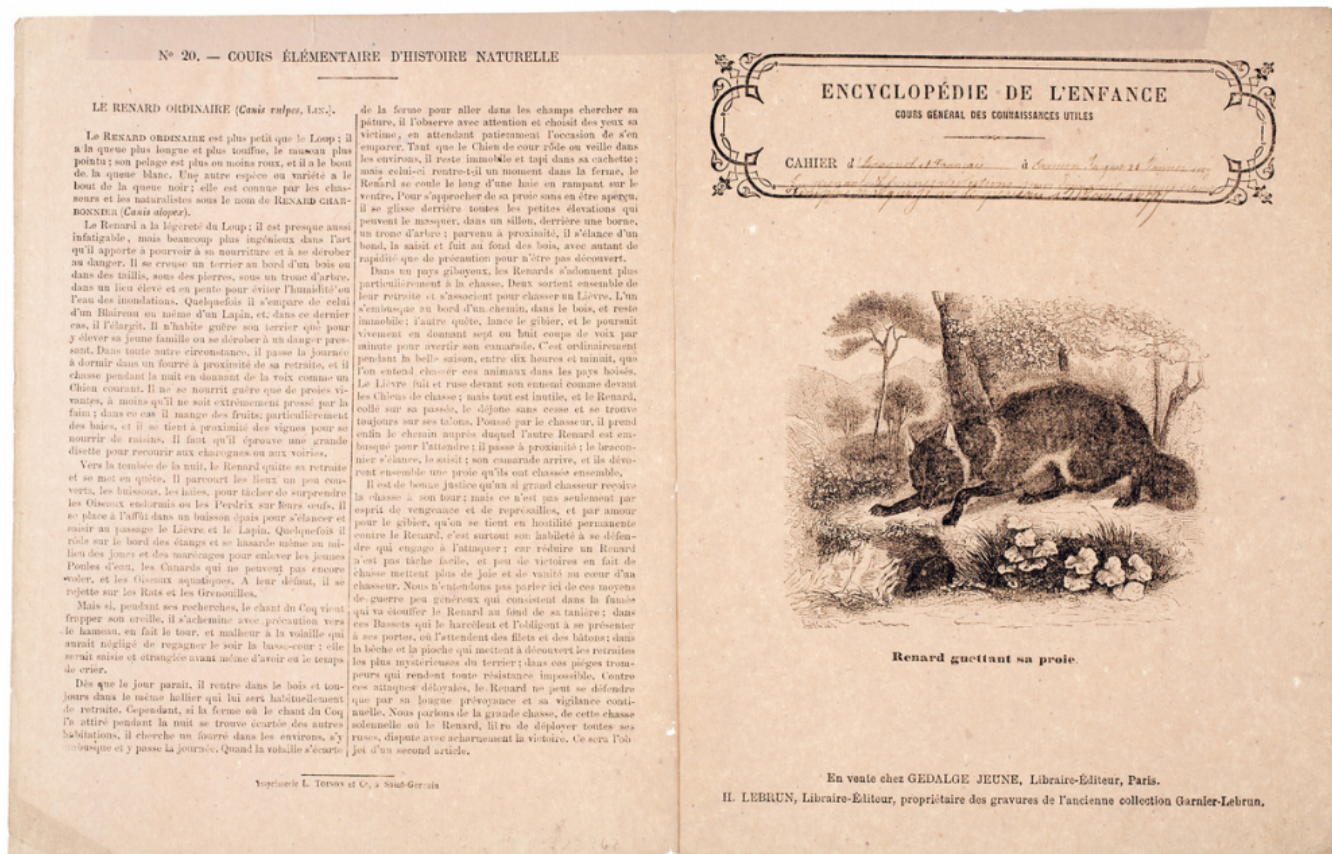 N° 20. — COURS ÉLÉMENTAIRE D'HISTOIRE NATURELLE
LE RENARD ORDINAIRE (Canis vulpes, LIN.).
Le RENARD ORDINAIRE est plus petit que le Loup ; il
a la queue plus longue et plus touffue, le museau plus
pointu ; son pelage est plus ou moins roux, et il a le bout
de la queue blanc. Une autre espèce ou variété a le
bout de la queue noir ; elle est connue par les chas-
seurs et les naturalistes sous le nom de RENARD CHAR-
BONNIER (Canis alopex).
Le Renard a la légèreté du Loup ; il est presque aussi
infatigable, mais beaucoup plus ingénieux dans l'art
qu'il apporte à pourvoir à sa nourriture et à se dérober
au danger. Il se creuse un terrier au bord d'un bois ou
dans des taillis, sous des pierres, sous un tronc d'arbre,
dans un lieu élevé et en pente pour éviter l'humidité ou
l'eau des inondations. Quelquefois il s'empare de celui
d'un Blaireau ou même d'un Lapin, et, dans ce dernier
cas, il l'élargit. Il n'habite guère son terrier que pour
y élever sa jeune famille ou se dérober à un danger pres-
sant. Dans toute autre circonstance, il passe la journée
à dormir dans un fourré à proximité de sa retraite, et il
chasse pendant la nuit en donnant de la voix comme un
Chien courant. Il ne se nourrit guère que de proies vi-
vantes, à moins qu'il ne soit extrêmement pressé par la
faim ; dans ce cas il mange des fruits, particulièrement
des baies, et il se tient à proximité des vignes pour se
nourrir de raisins. Il faut qu'il éprouve une grande
disette pour recourir aux charognes ou aux voiries.
Vers la tombée de la nuit, le Renard quitte sa retraite
et se met en quête. Il parcourt les lieux un peu cou-
verts, les buissons, les haies, pour tâcher de surprendre
les Oiseaux endormis ou les Perdrix sur leurs œufs. Il
se place à l'affût dans un buisson épais pour s'élancer et
saisir au passage le Lièvre et le Lapin. Quelquefois il
rôde sur le bord des étangs et se hasarde même au mi-
lieu des joncs et des marécages pour enlever les jeunes
Poules d'eau, les Canards qui ne peuvent pas encore
voler, et les Oiseaux aquatiques. A leur défaut, il se
rejette sur les Rats et les Grenouilles.
Mais si, pendant ses recherches, le chant du Coq vient
frapper son oreille, il s'achemine avec précaution vers
le hameau, en fait le tour, et malheur à la volaille qui
aurait négligé de regagner le soir la basse-cour ; elle
serait saisie et étranglée avant même d'avoir eu le temps
de crier.
Dès que le jour paraît, il rentre dans le bois et tou-
jours dans le même hallier qui lui sert habituellement
de retraite. Cependant, si la ferme où le chant du Coq
l'a attiré pendant la nuit se trouve écartée des autres
habitations, il cherche un fourré dans les environs, s'y
embusque et y passe la journée. Quand la volaille s'écarte
de la ferme pour aller dans les champs chercher sa
pâture, il l'observe avec attention et choisit des yeux sa
victime, en attendant patiemment l'occasion de s'en
emparer. Tant que le Chien de cour rôde ou veille dans
les environs, il reste immobile et tapi dans sa cachette ;
mais celui-ci rentre-t-il un moment dans la ferme, le
Renard se coule le long d'une haie en rampant sur le
ventre. Pour s'approcher de sa proie sans en être aperçu,
il se glisse derrière toutes les petites élévations qui
peuvent le masquer, dans un sillon, derrière une borne,
un tronc d'arbre ; parvenu à proximité, il s'élance d'un
bond, la saisit et fuit au fond des bois, avec autant de
rapidité que de précaution pour n'être pas découvert.
Dans un pays giboyeux, les Renards s'adonnent plus
particulièrement à la chasse. Deux sortent ensemble de
leur retraite et s'associent pour chasser un Lièvre. L'un
s'embusque au bord d'un chemin, dans le bois, et reste
immobile ; l'autre quête, lance le gibier, et le poursuit
vivement en donnant sept ou huit coups de voix par
minute pour avertir son camarade. C'est ordinairement
pendant la belle saison, entre dix heures et minuit, que
l'on entend chasser ces animaux dans les pays boisés.
Le Lièvre fuit et ruse devant son ennemi comme devant
les Chiens de chasse ; mais tout est inutile, et le Renard,
collé sur sa passée, le déjoue sans cesse et se trouve
toujours sur ses talons. Poussé par le chasseur, il prend
enfin le chemin auprès duquel l'autre Renard est em-
busqué pour l'attendre ; il passe à proximité ; le bracon-
nier s'élance, le saisit ; son camarade arrive, et ils dévo-
rent ensemble une proie qu'ils ont chassée ensemble.
Il est de bonne justice qu'un si grand chasseur reçoive
la chasse à son tour ; mais ce n'est pas seulement par
esprit de vengeance et de représailles, et par amour
pour le gibier, qu'on se tient en hostilité permanente
contre le Renard, c'est surtout son habileté à se défen-
dre qui engage à l'attaquer ; car réduire un Renard
n'est pas tâche facile, et peu de victoires en fait de
chasse mettent plus de joie et de vanité au cœur d'un
chasseur. Nous n'entendons pas parler ici de ces moyens
de guerre peu généreux qui consistent dans la fumée
qui va étouffer le Renard au fond de sa tanière ; dans
ces Bassets qui le harcèlent et l'obligent à se présenter
à ses portes, où l'attendent des filets et des bâtons ; dans
la bêche et la pioche qui mettent à découvert les retraites
les plus mystérieuses du terrier ; dans ces pièges trom-
peurs qui rendent toute résistance impossible. Contre
ces attaques déloyales, le Renard ne peut se défendre
que par sa longue prévoyance et sa vigilance conti-
nuelle. Nous parlons de la grande chasse, de cette chasse
solennelle où le Renard, libre de déployer toutes ses
ruses, dispute avec acharnement la victoire. Ce sera l'ob-
jet d'un second article.
Imprimerie L. TOINON et Cᵉ, à Saint-Germain
ENCYCLOPÉDIE DE L'ENFANCE
COURS GÉNÉRAL DES CONNAISSANCES UTILES
CAHIER d'Espagnol et Français à
Renard guettant sa proie.
En vente chez GEDALGE JEUNE, Libraire-Éditeur, Paris.
H. LEBRUN, Libraire-Éditeur, propriétaire des gravures de l'ancienne collection Garnier-Lebrun.